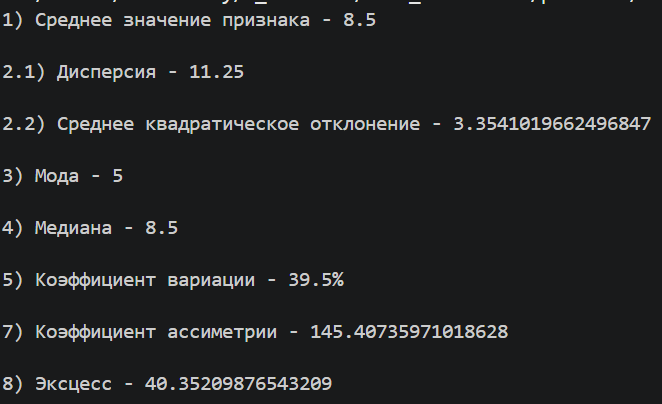 1) Среднее значение признака - 8.5
2.1) Дисперсия - 11.25
2.2) Среднее квадратическое отклонение - 3.3541019662496847
3) Мода - 5
4) Медиана - 8.5
5) Коэффициент вариации - 39.5%
7) Коэффициент ассиметрии - 145.40735971018628
8) Эксцесс - 40.35209876543209